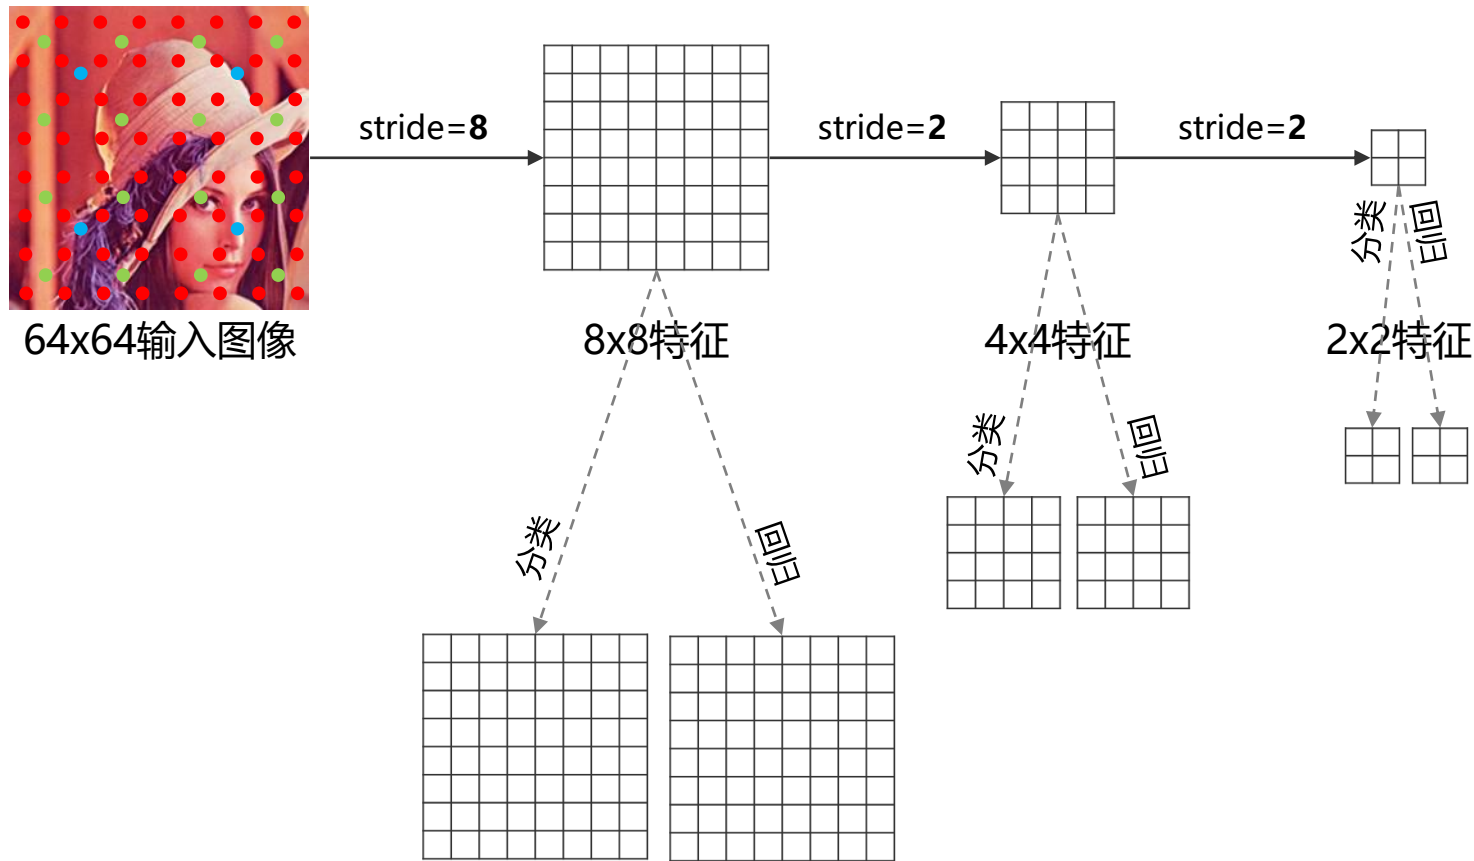 stride=8
stride=2
stride=2
64x64输入图像
8x8特征
4x4特征
2x2特征
分类
回归
分类
回归
分类
回归